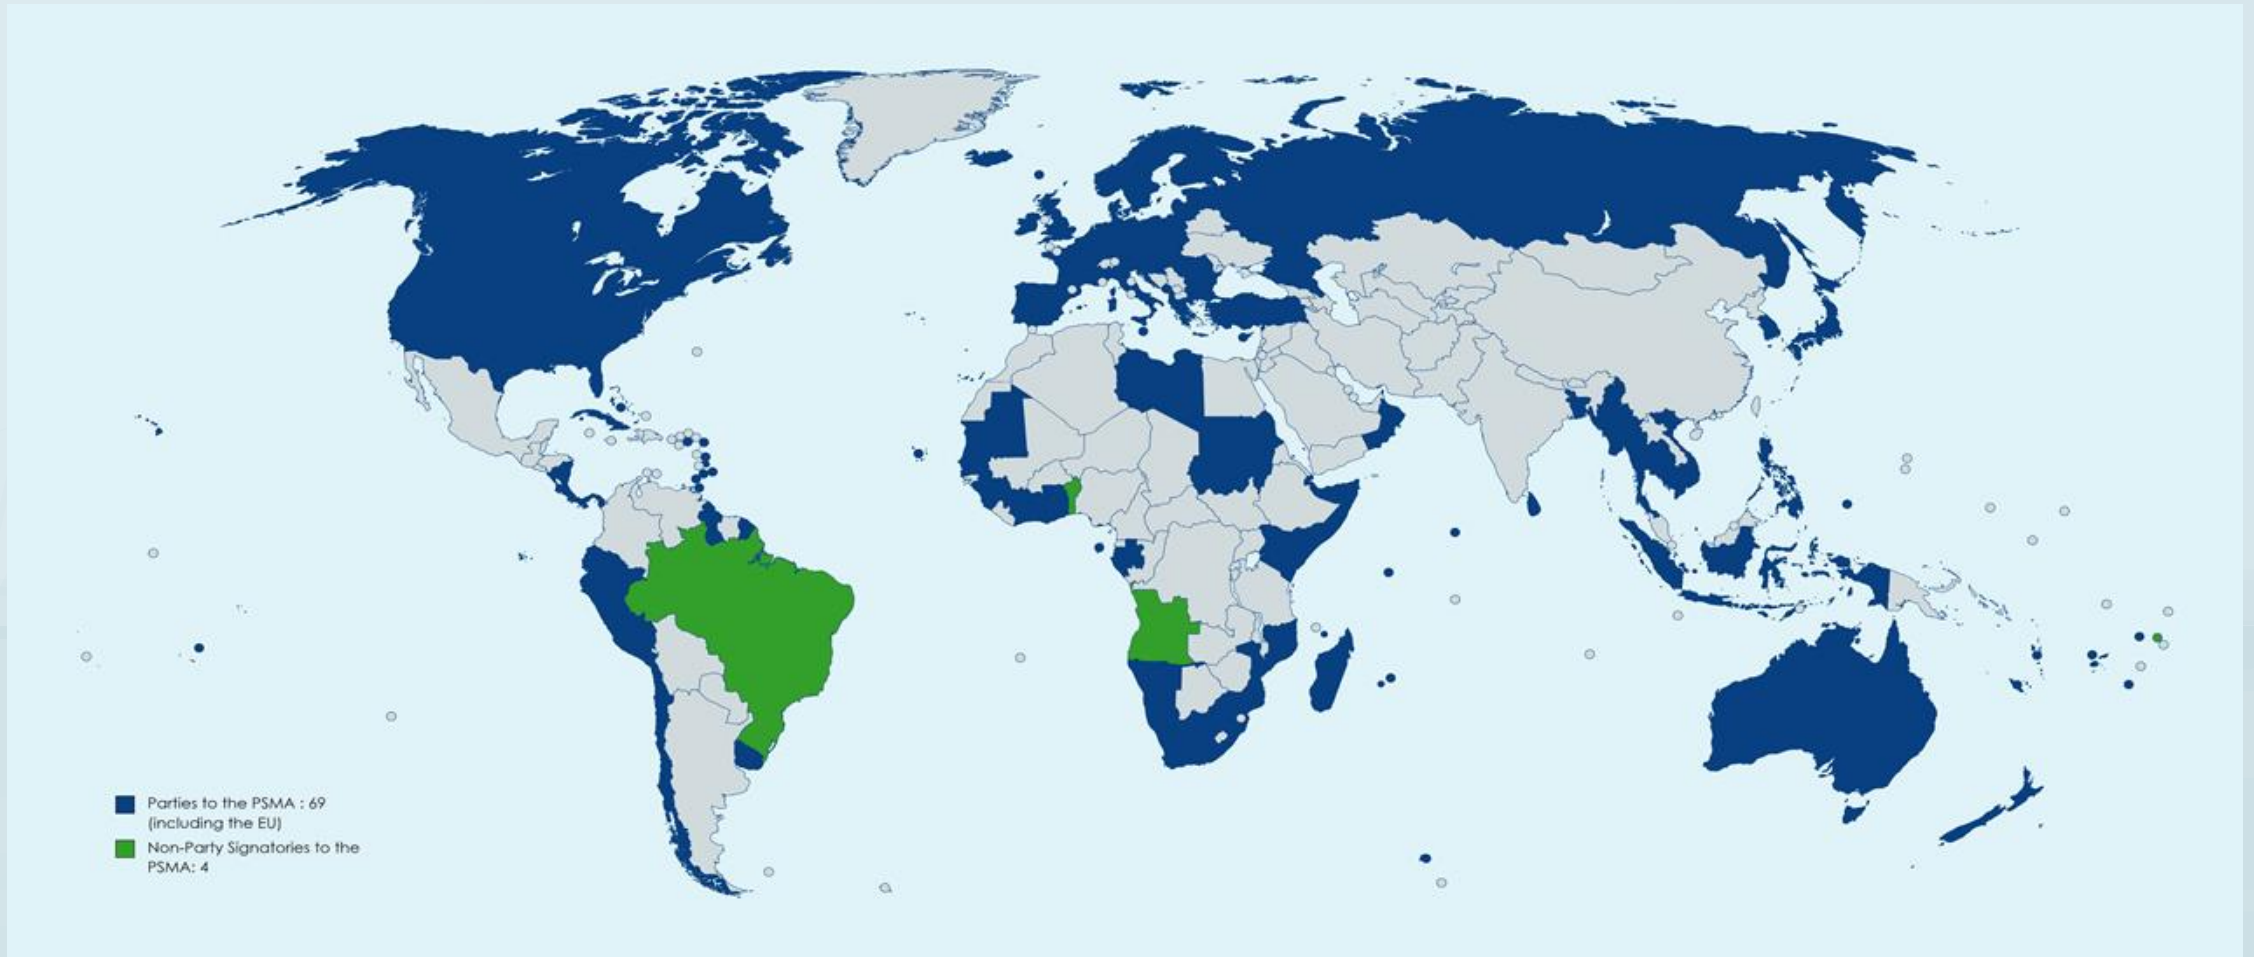 Parties to the PSMA : 69
(including the EU)
Non-Party Signatories to the
PSMA: 4